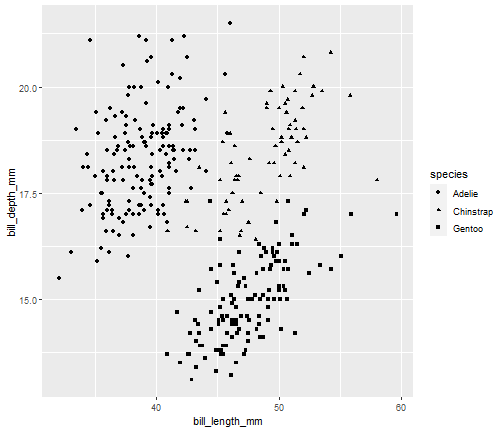 20.0
17.5
15.0
bill_depth_mm
40
50
60
bill_length_mm
species
Adelie
Chinstrap
Gentoo